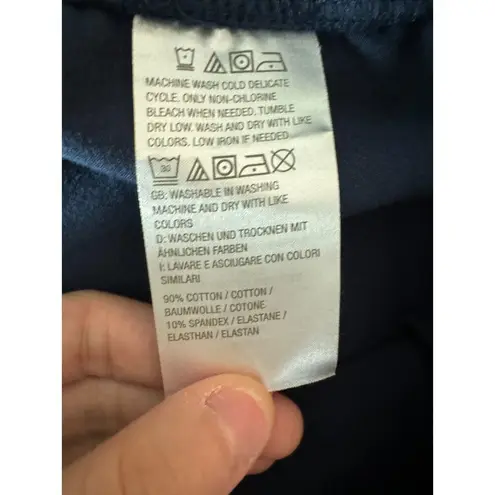 MACHINE WASH COLD DELICATE
CYCLE. ONLY NON-CHLORINE
BLEACH WHEN NEEDED. TUMBLE
DRY LOW. WASH AND DRY WITH LIKE
COLORS. LOW IRON IF NEEDED
30
GB: WASHABLE IN WASHING
MACHINE AND DRY WITH LIKE
COLORS
D: WASCHEN UND TROCKNEN MIT
ÄHNLICHEN FARBEN
I: LAVARE E ASCIUGARE CON COLORI
SIMILARI
90% COTTON / COTTON /
BAUMWOLLE / COTONE
10% SPANDEX / ELASTANE /
ELASTHAN / ELASTAN